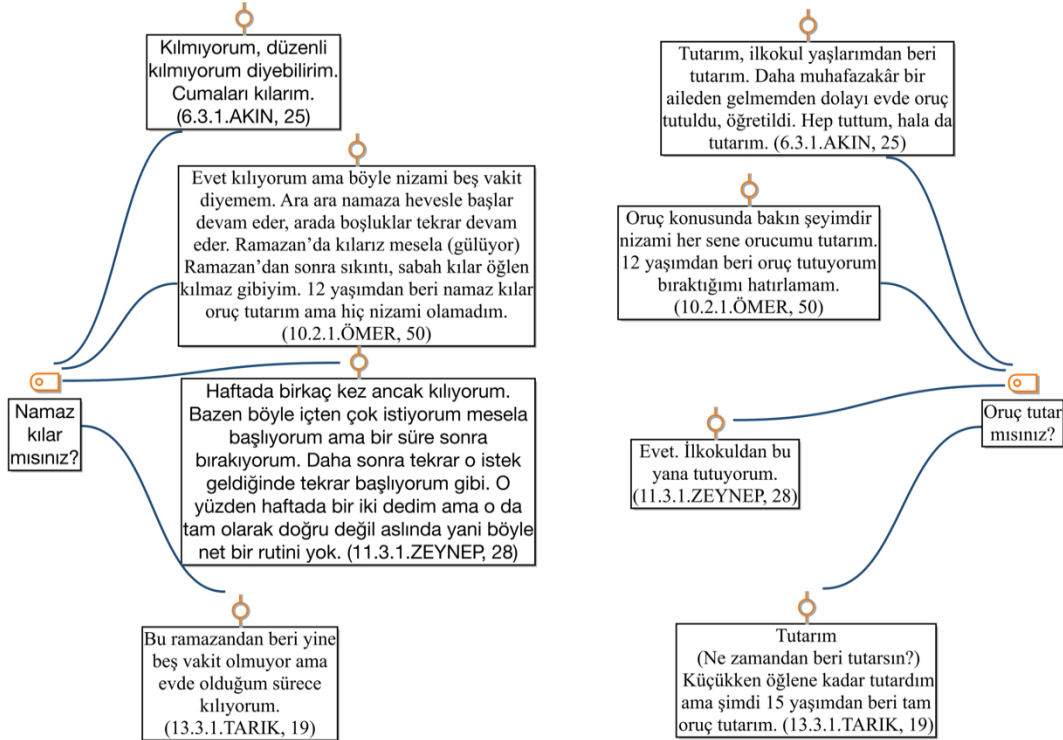 Kılmıyorum, düzenli
kılmıyorum diyebilirim.
Cumaları kılarım.
(6.3.1.AKIN, 25)
Evet kılıyorum ama böyle nizami beş vakit
diyemem. Ara ara namaza hevesle başlar
devam eder, arada boşluklar tekrar devam
eder. Ramazan’da kılarız mesela (gülüyor)
Ramazan’dan sonra sıkıntı, sabah kılar öğlen
kılmaz gibiyim. 12 yaşımdan beri namaz kılar
oruç tutarım ama hiç nizami olamadım.
(10.2.1.ÖMER, 50)
Namaz
kılar
mısınız?
Haftada birkaç kez ancak kılıyorum.
Bazen böyle içten çok istiyorum mesela
başlıyorum ama bir süre sonra
bırakıyorum. Daha sonra tekrar o istek
geldiğinde tekrar başlıyorum gibi. O
yüzden haftada bir iki dedim ama o da
tam olarak doğru değil aslında yani böyle
net bir rutini yok. (11.3.1.ZEYNEP, 28)
Bu ramazandan beri yine
beş vakit olmuyor ama
evde olduğum sürece
kılıyorum.
(13.3.1.TARIK, 19)
Tutarım, ilkokul yaşlarımdan beri
tutarım. Daha muhafazakâr bir
aileden gelmemden dolayı evde oruç
tutuldu, öğretildi. Hep tuttum, hala da
tutarım. (6.3.1.AKIN, 25)
Oruç konusunda bakın şeyimdir
nizami her sene orucumu tutarım.
12 yaşımdan beri oruç tutuyorum
bıraktığımı hatırlamam.
(10.2.1.ÖMER, 50)
Oruç tutar
mısınız?
Evet. İlkokuldan bu
yana tutuyorum.
(11.3.1.ZEYNEP, 28)
Tutarım
(Ne zamandan beri tutarsın?)
Küçükken öğlene kadar tutardım
ama şimdi 15 yaşımdan beri tam
oruç tutarım. (13.3.1.TARIK, 19)